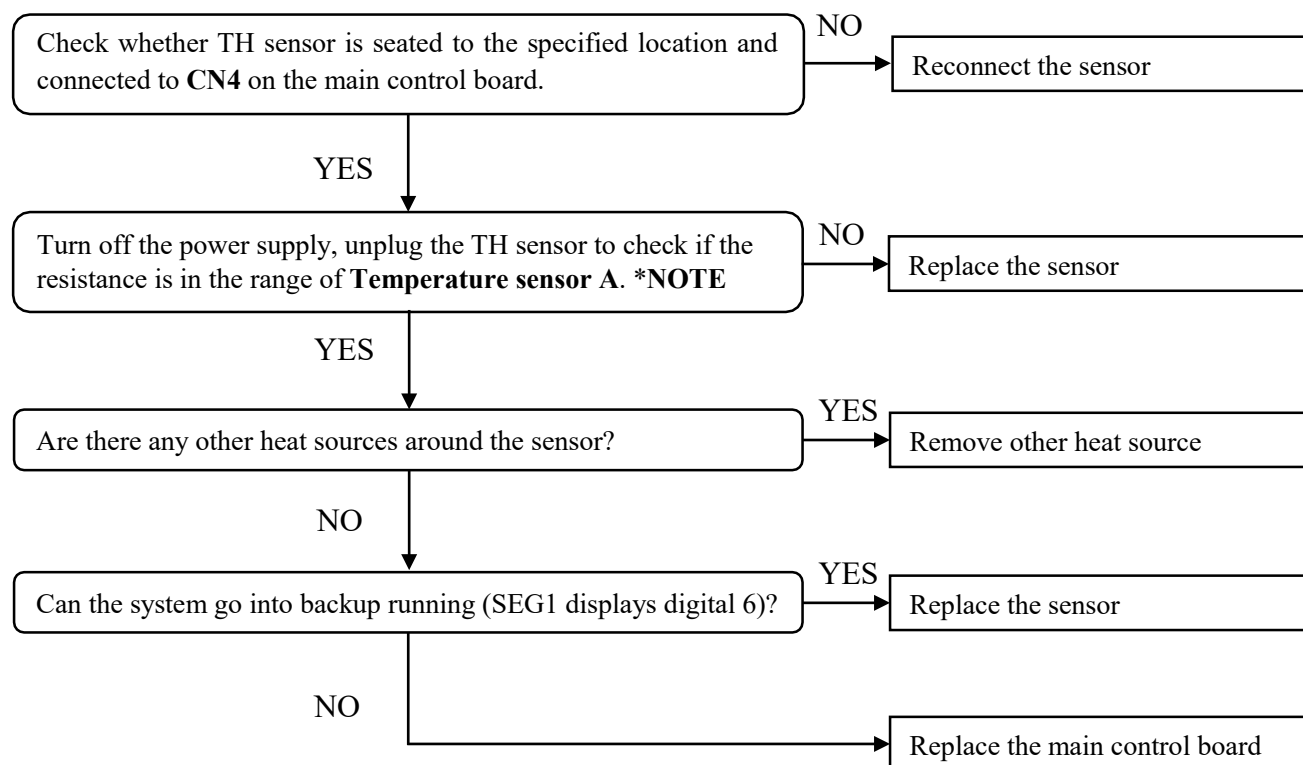 Check whether TH sensor is seated to the specified location and
connected to CN4 on the main control board.
NO
Reconnect the sensor
YES
Turn off the power supply, unplug the TH sensor to check if the
resistance is in the range of Temperature sensor A. *NOTE
NO
Replace the sensor
YES
Are there any other heat sources around the sensor?
YES
Remove other heat source
NO
Can the system go into backup running (SEG1 displays digital 6)?
YES
Replace the sensor
NO
Replace the main control board